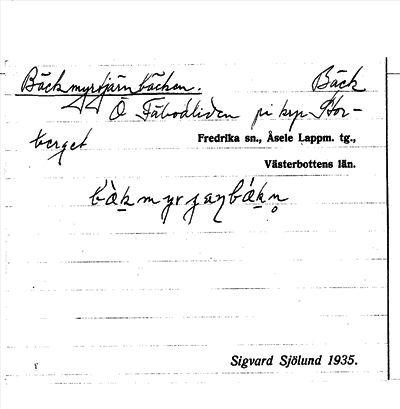 Bäckmyrtjärnbäcken. Bäck
Ö Fäbodliden på krp Stor-
berget
Fredrika sn., Åsele Lappm. tg.,
Västerbottens län.
Sigvard Sjölund 1935.